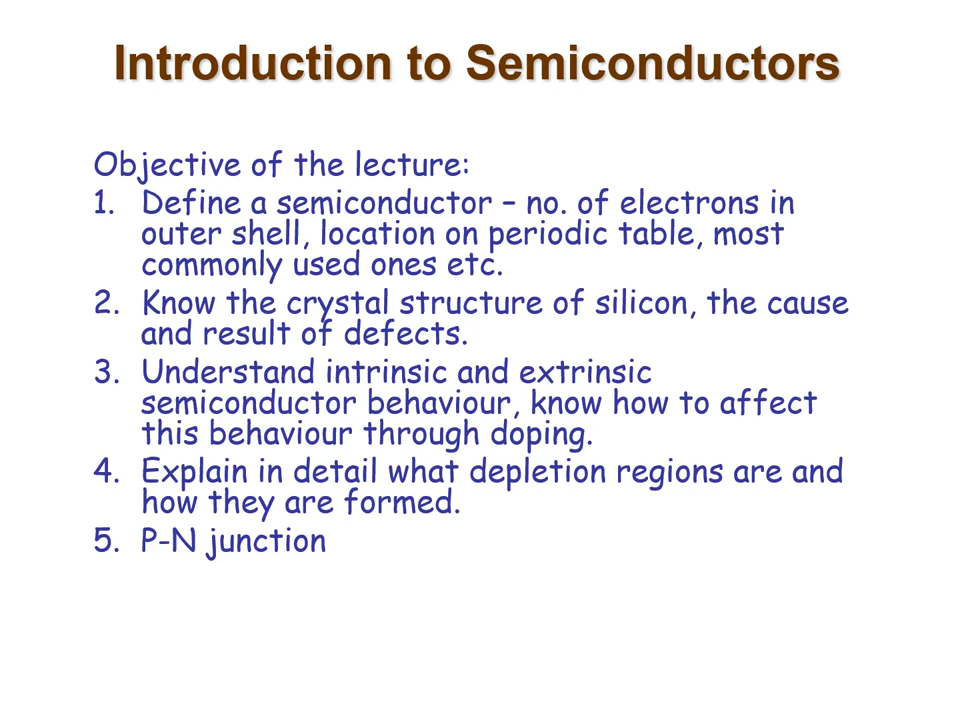 Introduction to Semiconductors
Objective of the lecture:
1. Define a semiconductor – no. of electrons in
outer shell, location on periodic table, most
commonly used ones etc.
2. Know the crystal structure of silicon, the cause
and result of defects.
3. Understand intrinsic and extrinsic
semiconductor behaviour, know how to affect
this behaviour through doping.
4. Explain in detail what depletion regions are and
how they are formed.
5. P-N junction